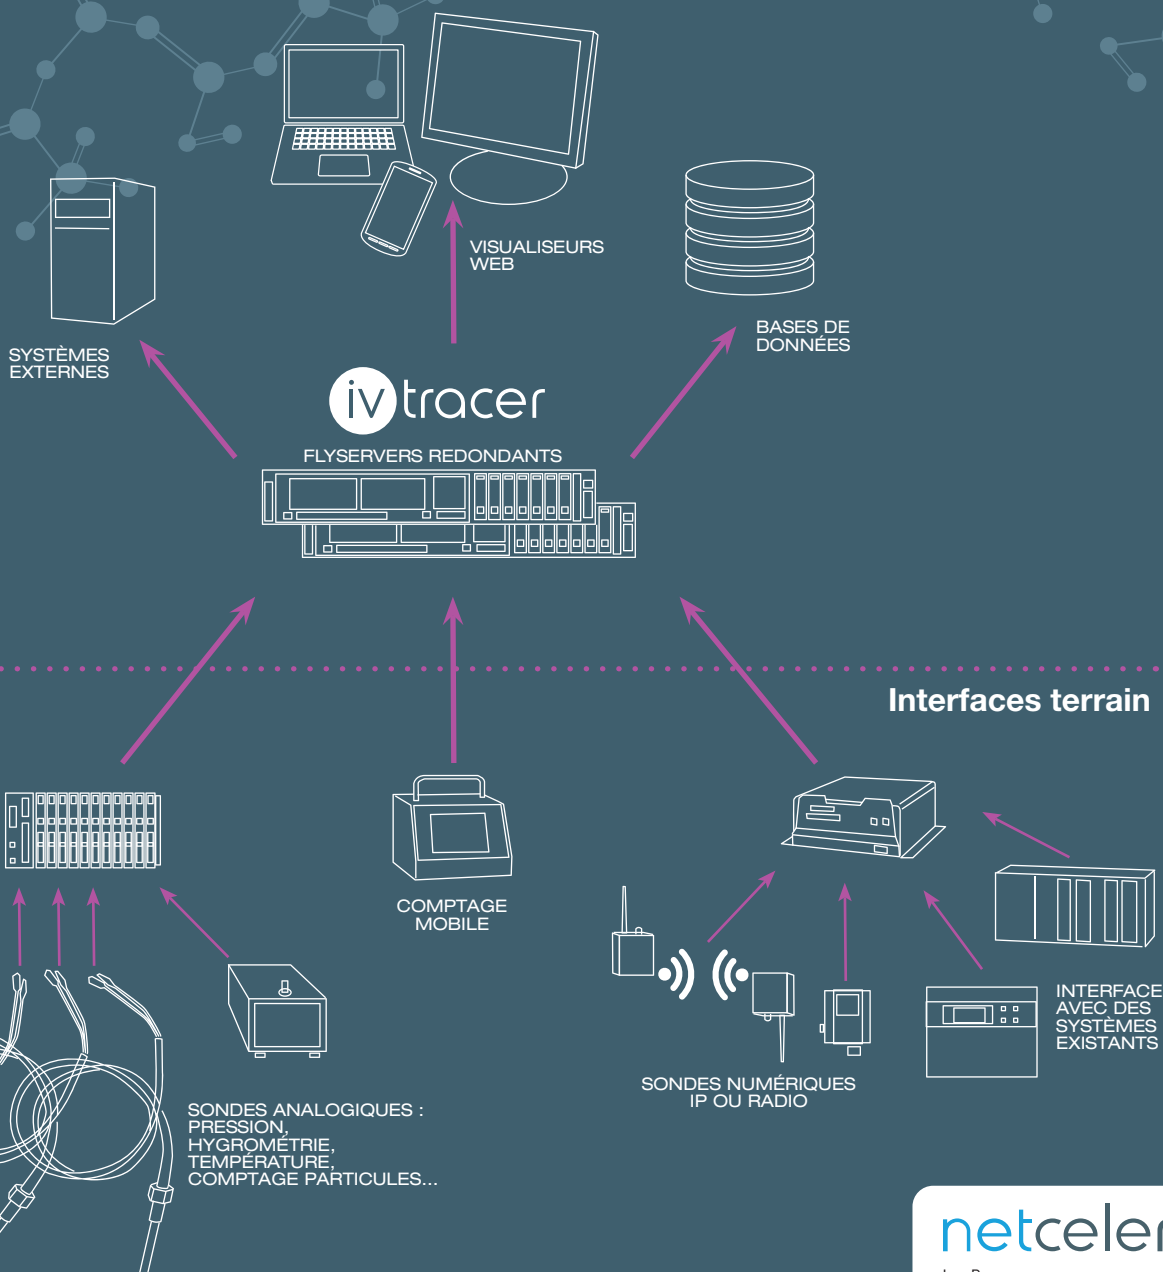 VISUALISEURS
WEB
BASES DE
DONNÉES
SYSTÈMES
EXTERNES
ivtracer
FLYSERVERS REDONDANTS
Interfaces terrain
COMPTAGE
MOBILE
INTERFACE
AVEC DES
SYSTÈMES
EXISTANTS
SONDES NUMÉRIQUES
IP OU RADIO
SONDES ANALOGIQUES :
PRESSION,
HYGROMÉTRIE,
TEMPÉRATURE,
COMPTAGE PARTICULES...
netceler